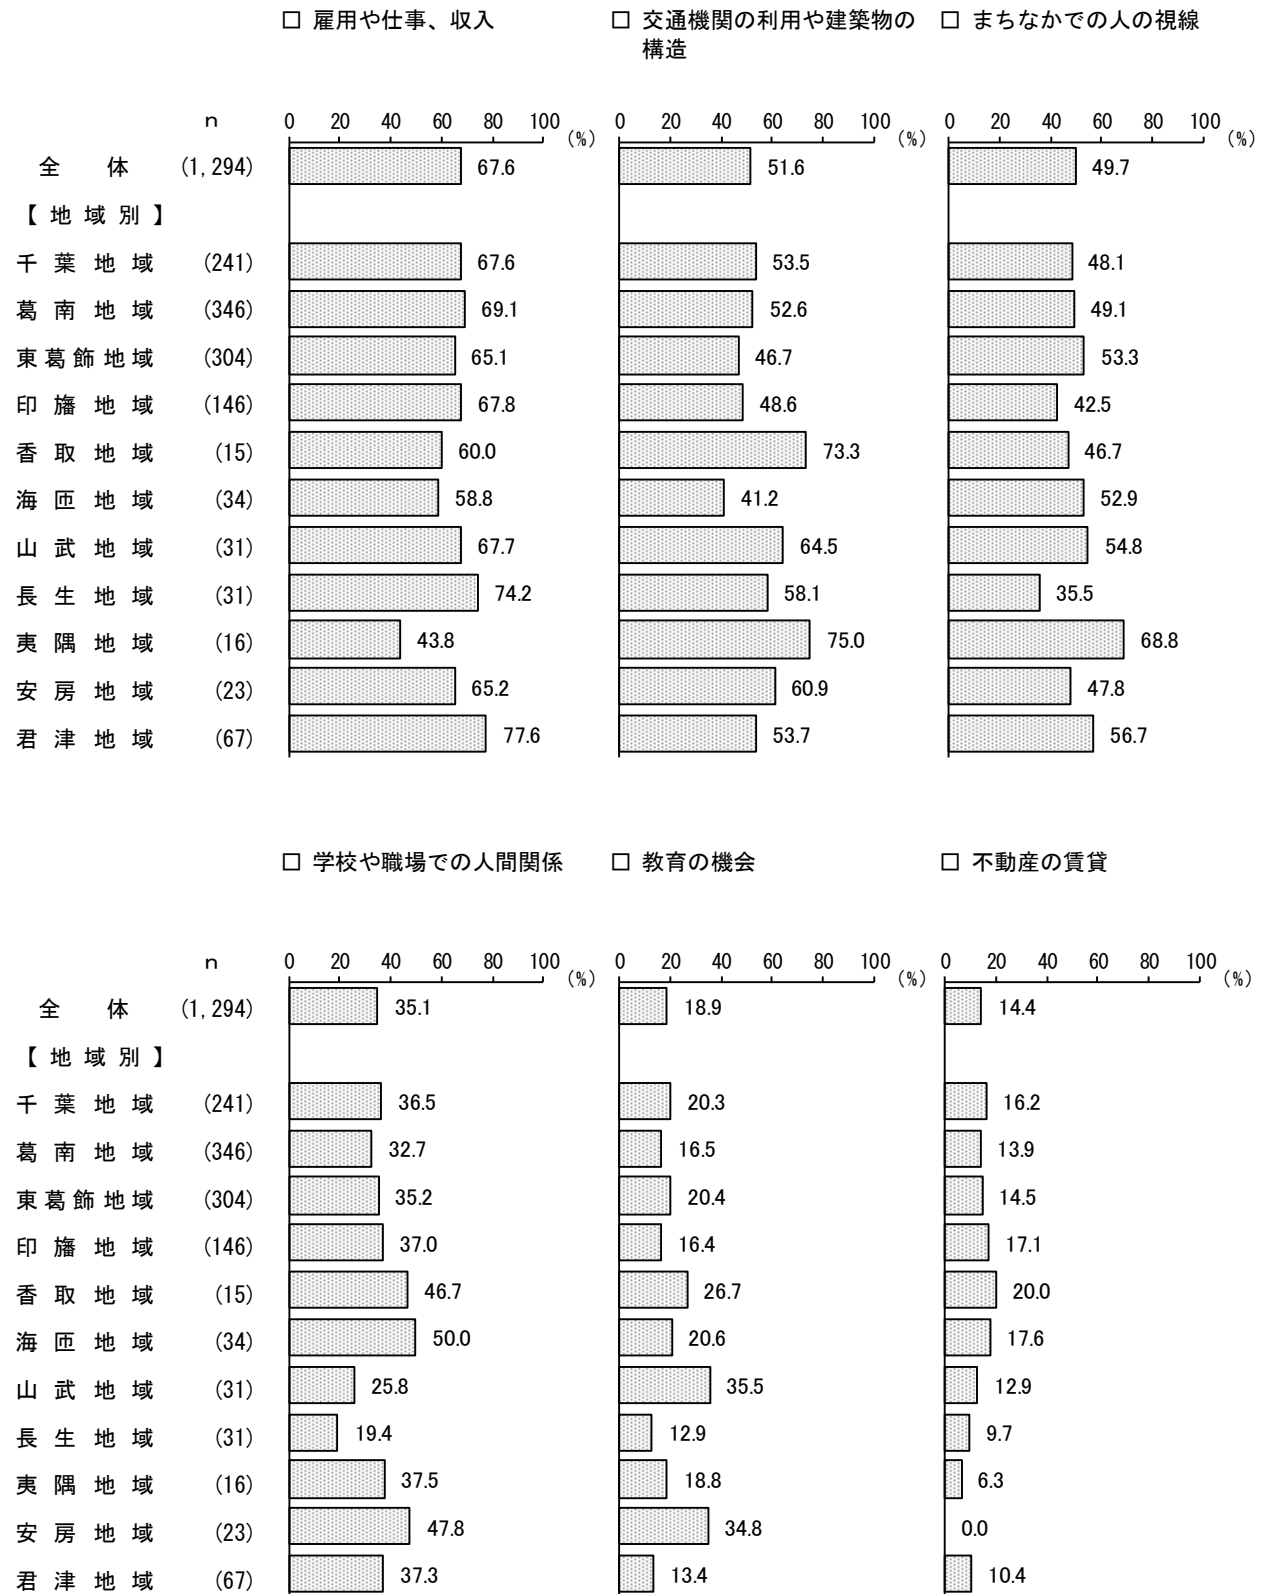 □ 雇用や仕事、収入 □ 交通機関の利用や建築物の □ まちなかでの人の視線
構造
n 0 20 40 60 80 100 (%) 0 20 40 60 80 100 (%) 0 20 40 60 80 100 (%)
全体 (1,294) 67.6 51.6 49.7
【地域別】
千葉地域 (241) 67.6 53.5 48.1
葛南地域 (346) 69.1 52.6 49.1
東葛飾地域 (304) 65.1 46.7 53.3
印旛地域 (146) 67.8 48.6 42.5
香取地域 (15) 60.0 73.3 46.7
海匝地域 (34) 58.8 41.2 52.9
山武地域 (31) 67.7 64.5 54.8
長生地域 (31) 74.2 58.1 35.5
夷隅地域 (16) 43.8 75.0 68.8
安房地域 (23) 65.2 60.9 47.8
君津地域 (67) 77.6 53.7 56.7
□ 学校や職場での人間関係 □ 教育の機会 □ 不動産の賃貸
n 0 20 40 60 80 100 (%) 0 20 40 60 80 100 (%) 0 20 40 60 80 100 (%)
全体 (1,294) 35.1 18.9 14.4
【地域別】
千葉地域 (241) 36.5 20.3 16.2
葛南地域 (346) 32.7 16.5 13.9
東葛飾地域 (304) 35.2 20.4 14.5
印旛地域 (146) 37.0 16.4 17.1
香取地域 (15) 46.7 26.7 20.0
海匝地域 (34) 50.0 20.6 17.6
山武地域 (31) 25.8 35.5 12.9
長生地域 (31) 19.4 12.9 9.7
夷隅地域 (16) 37.5 18.8 6.3
安房地域 (23) 47.8 34.8 0.0
君津地域 (67) 37.3 13.4 10.4